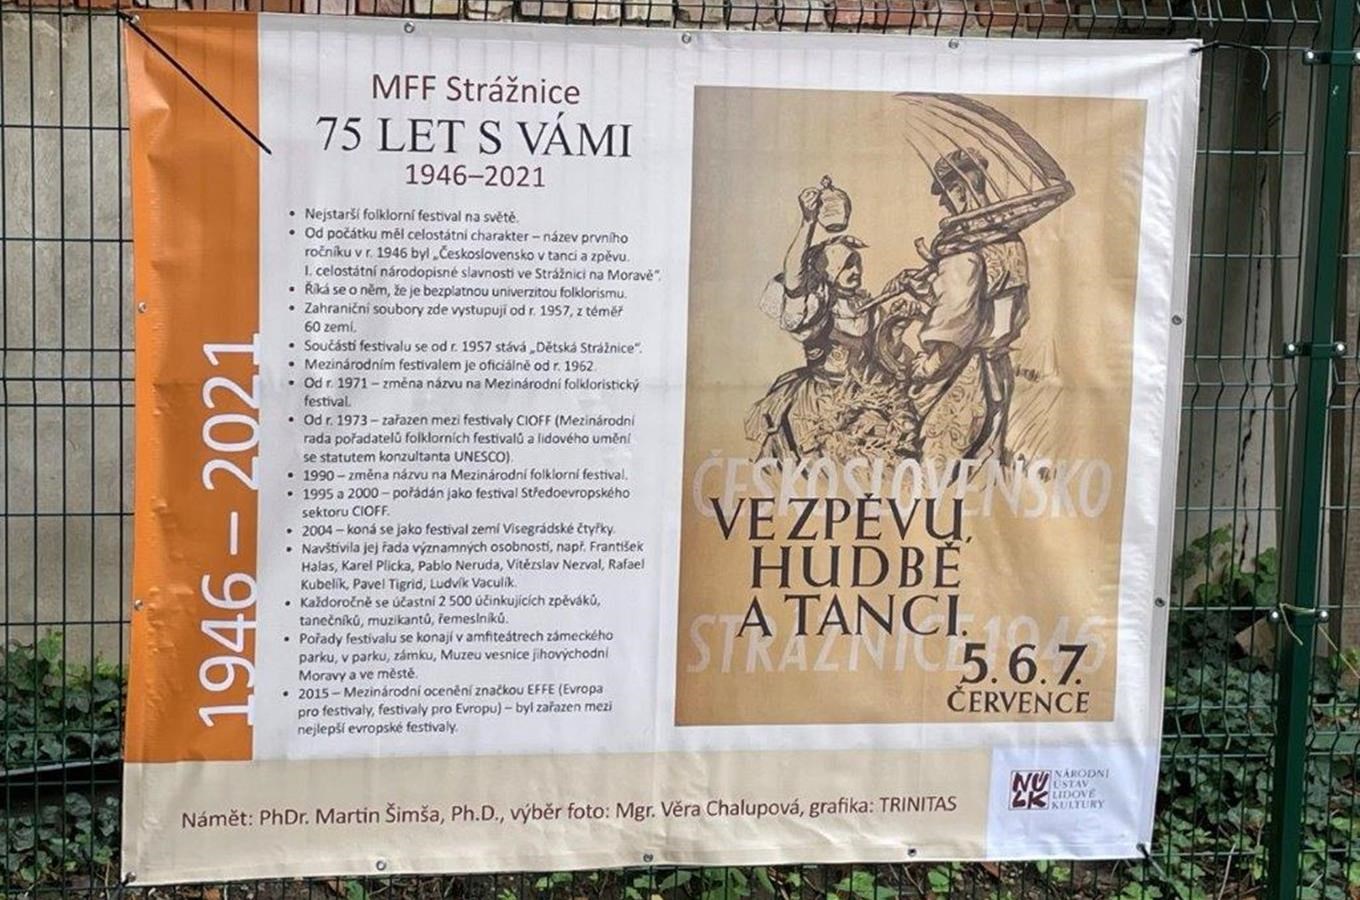 MFF Strážnice
75 LET S VÁMI
1946–2021
• Nejstarší folklorní festival na světě.
• Od počátku měl celostátní charakter – název prvního
ročníku v r. 1946 byl „Československo v tanci a zpěvu.
I. celostátní národopisné slavnosti ve Strážnici na Moravě“.
• Říká se o něm, že je bezplatnou univerzitou folklorismu.
• Zahraniční soubory zde vystupují od r. 1957, z téměř
60 zemí.
• Součástí festivalu se od r. 1957 stává „Dětská Strážnice“.
• Mezinárodním festivalem je oficiálně od r. 1962.
• Od r. 1971 – změna názvu na Mezinárodní folkloristický
festival.
• Od r. 1973 – zařazen mezi festivaly CIOFF (Mezinárodní
rada pořadatelů folklorních festivalů a lidového umění
se statutem konzultanta UNESCO).
• 1990 – změna názvu na Mezinárodní folklorní festival.
• 1995 a 2000 – pořádán jako festival Středoevropského
sektoru CIOFF.
• 2004 – koná se jako festival zemí Visegrádské čtyřky.
• Navštívila jej řada významných osobností, např. František
Halas, Karel Plicka, Pablo Neruda, Vítězslav Nezval, Rafael
Kubelík, Pavel Tigrid, Ludvík Vaculík.
• Každoročně se účastní 2 500 účinkujících zpěváků,
tanečníků, muzikantů, řemeslníků.
• Pořady festivalu se konají v amfiteátrech zámeckého
parku, v parku, zámku, Muzeu vesnice jihovýchodní
Moravy a ve městě.
• 2015 – Mezinárodní ocenění značkou EFFE (Evropa
pro festivaly, festivaly pro Evropu) – byl zařazen mezi
nejlepší evropské festivaly.
1946 – 2021
ČESKOSLOVENSKO
VE ZPĚVU,
HUDBĚ
A TANCI.
STRÁŽNICE 1946
5. 6. 7.
ČERVENCE
Námět: PhDr. Martin Šimša, Ph.D., výběr foto: Mgr. Věra Chalupová, grafika: TRINITAS
NÚ
LK
NÁRODNÍ
ÚSTAV
LIDOVÉ
KULTURY